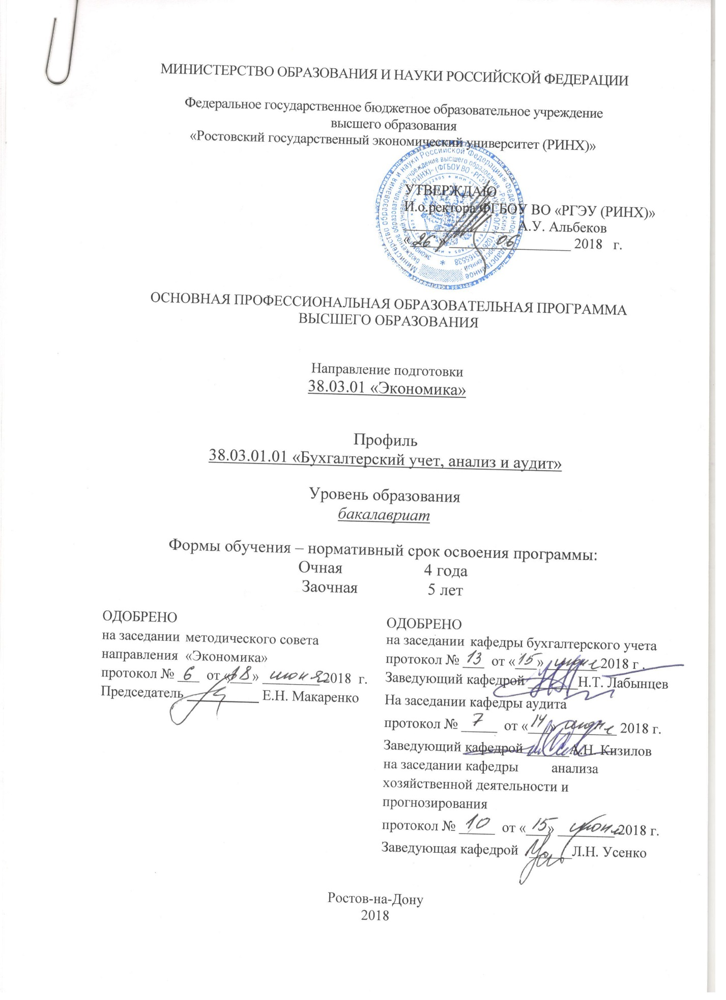 МИНИСТЕРСТВО ОБРАЗОВАНИЯ И НАУКИ РОССИЙСКОЙ ФЕДЕРАЦИИ
Федеральное государственное бюджетное образовательное учреждение
высшего образования
«Ростовский государственный экономический университет (РИНХ)»
УТВЕРЖДАЮ
И.о.ректора ФГБОУ ВО «РГЭУ (РИНХ)»
А.У. Альбеков
«26» 06 2018 г.
ОСНОВНАЯ ПРОФЕССИОНАЛЬНАЯ ОБРАЗОВАТЕЛЬНАЯ ПРОГРАММА
ВЫСШЕГО ОБРАЗОВАНИЯ
Направление подготовки
38.03.01 «Экономика»
Профиль
38.03.01.01 «Бухгалтерский учет, анализ и аудит»
Уровень образования
бакалавриат
Формы обучения – нормативный срок освоения программы:
Очная 4 года
Заочная 5 лет
ОДОБРЕНО
на заседании методического совета
направления «Экономика»
протокол № 6 от «18» июня 2018 г.
Председатель Е.Н. Макаренко
ОДОБРЕНО
на заседании кафедры бухгалтерского учета
протокол № 13 от «15» июня 2018 г.
Заведующий кафедрой Н.Т. Лабынцев
На заседании кафедры аудита
протокол № 7 от «14» июня 2018 г.
Заведующий кафедрой А.Н. Кизилов
на заседании кафедры анализа
хозяйственной деятельности и
прогнозирования
протокол № 10 от «15» июня 2018 г.
Заведующая кафедрой Л.Н. Усенко
Ростов-на-Дону
2018